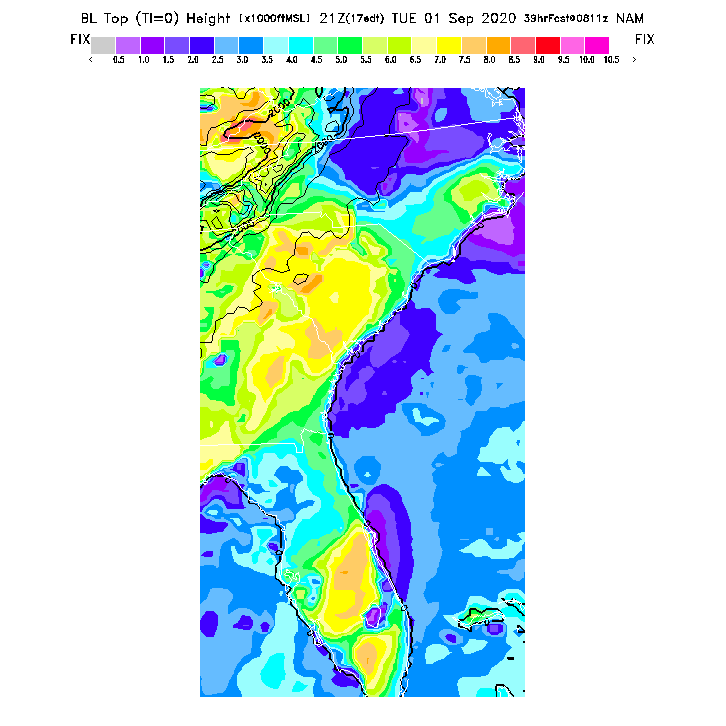 BL Top (TI=0) Height [x1000ftMSL] 21Z(17edt) TUE 01 Sep 2020 39hrFcst@0811z NAM
FIX FIX
< 0.5 1.0 1.5 2.0 2.5 3.0 4.0 4.5 5.0 5.5 6.0 6.5 7.0 7.5 8.0 8.5 9.0 9.5 10.0 10.5 >
2000
2000
2000